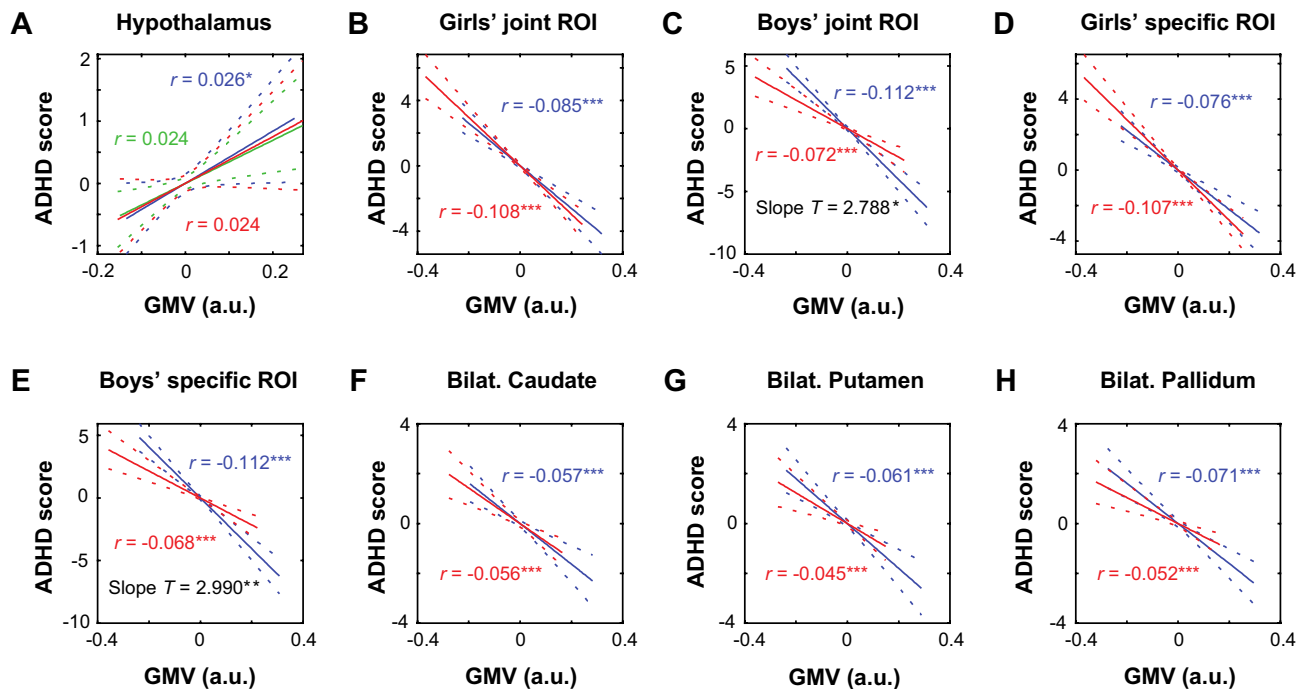 A
Hypothalamus
ADHD score
2
1
0
-1
-0.2
0
0.2
r = 0.026*
r = 0.024
r = 0.024
GMV (a.u.)
B
Girls’ joint ROI
ADHD score
4
0
-4
-0.4
0
0.4
r = -0.085***
r = -0.108***
GMV (a.u.)
C
Boys’ joint ROI
ADHD score
5
0
-5
-10
-0.4
0
0.4
r = -0.112***
r = -0.072***
Slope T = 2.788*
GMV (a.u.)
D
Girls’ specific ROI
ADHD score
4
0
-4
-0.4
0
0.4
r = -0.076***
r = -0.107***
GMV (a.u.)
E
Boys’ specific ROI
ADHD score
5
0
-5
-10
-0.4
0
0.4
r = -0.112***
r = -0.068***
Slope T = 2.990**
GMV (a.u.)
F
Bilat. Caudate
ADHD score
4
0
-4
-0.4
0
0.4
r = -0.057***
r = -0.056***
GMV (a.u.)
G
Bilat. Putamen
ADHD score
4
0
-4
-0.4
0
0.4
r = -0.061***
r = -0.045***
GMV (a.u.)
H
Bilat. Pallidum
ADHD score
4
0
-4
-0.4
0
0.4
r = -0.071***
r = -0.052***
GMV (a.u.)